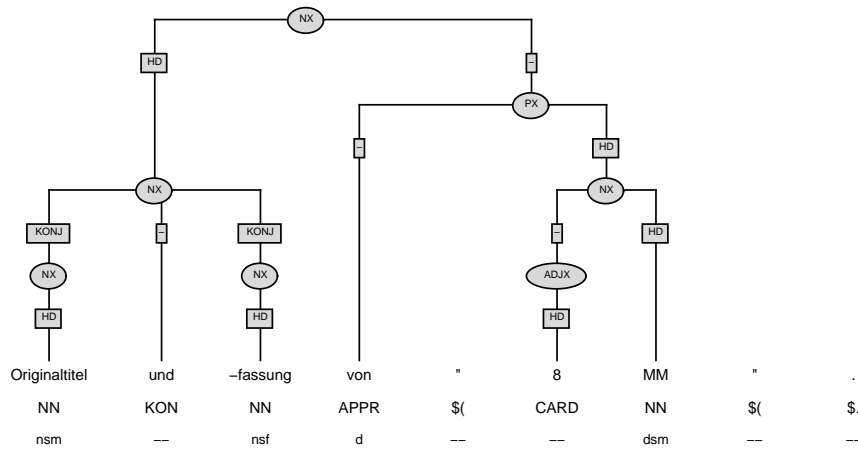 NX
HD –
PX
– HD
NX NX
KONJ – KONJ – HD
NX NX ADJX
HD HD HD
Originaltitel und −fassung von " 8 MM " .
NN KON NN APPR $( CARD NN $( $.
nsm −− nsf d −− −− dsm −− −−